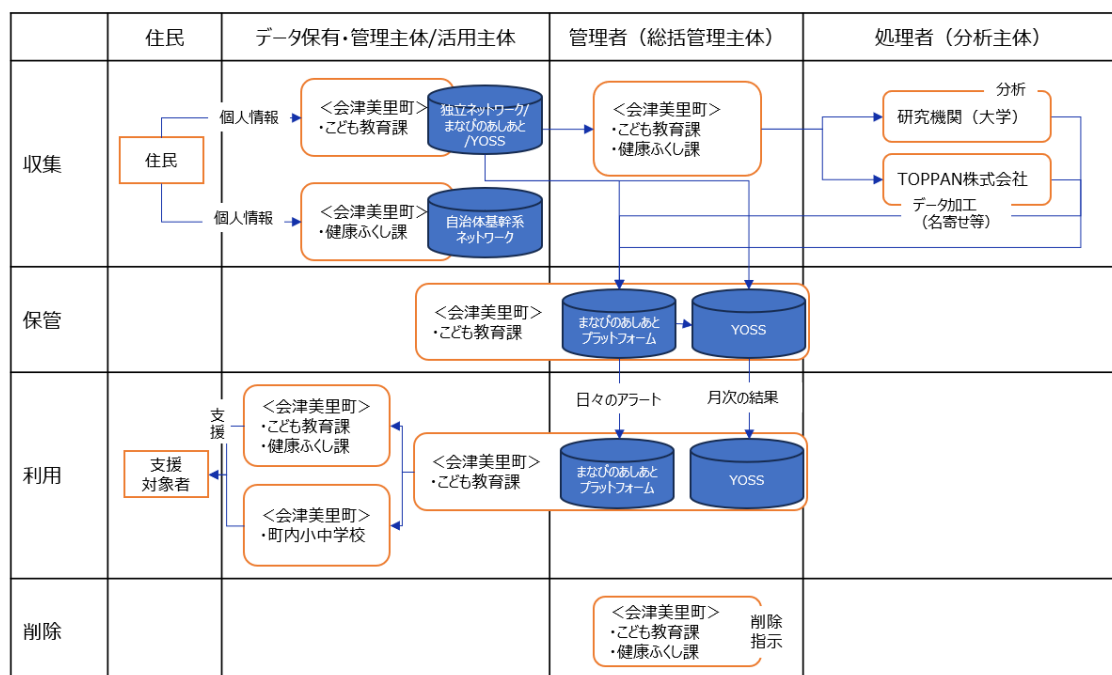 住民
データ保有・管理主体/活用主体
管理者（総括管理主体）
処理者（分析主体）
収集
住民
個人情報
個人情報
＜会津美里町＞
・こども教育課
独立ネットワーク/
まなびのあしあと
/YOSS
＜会津美里町＞
・健康ふくし課
自治体基幹系
ネットワーク
＜会津美里町＞
・こども教育課
・健康ふくし課
分析
研究機関（大学）
TOPPAN株式会社
データ加工
（名寄せ等）
保管
＜会津美里町＞
・こども教育課
まなびのあしあと
プラットフォーム
YOSS
日々のアラート
月次の結果
利用
支援
対象者
支援
＜会津美里町＞
・こども教育課
・健康ふくし課
＜会津美里町＞
・町内小中学校
＜会津美里町＞
・こども教育課
まなびのあしあと
プラットフォーム
YOSS
削除
＜会津美里町＞
・こども教育課
・健康ふくし課
削除
指示